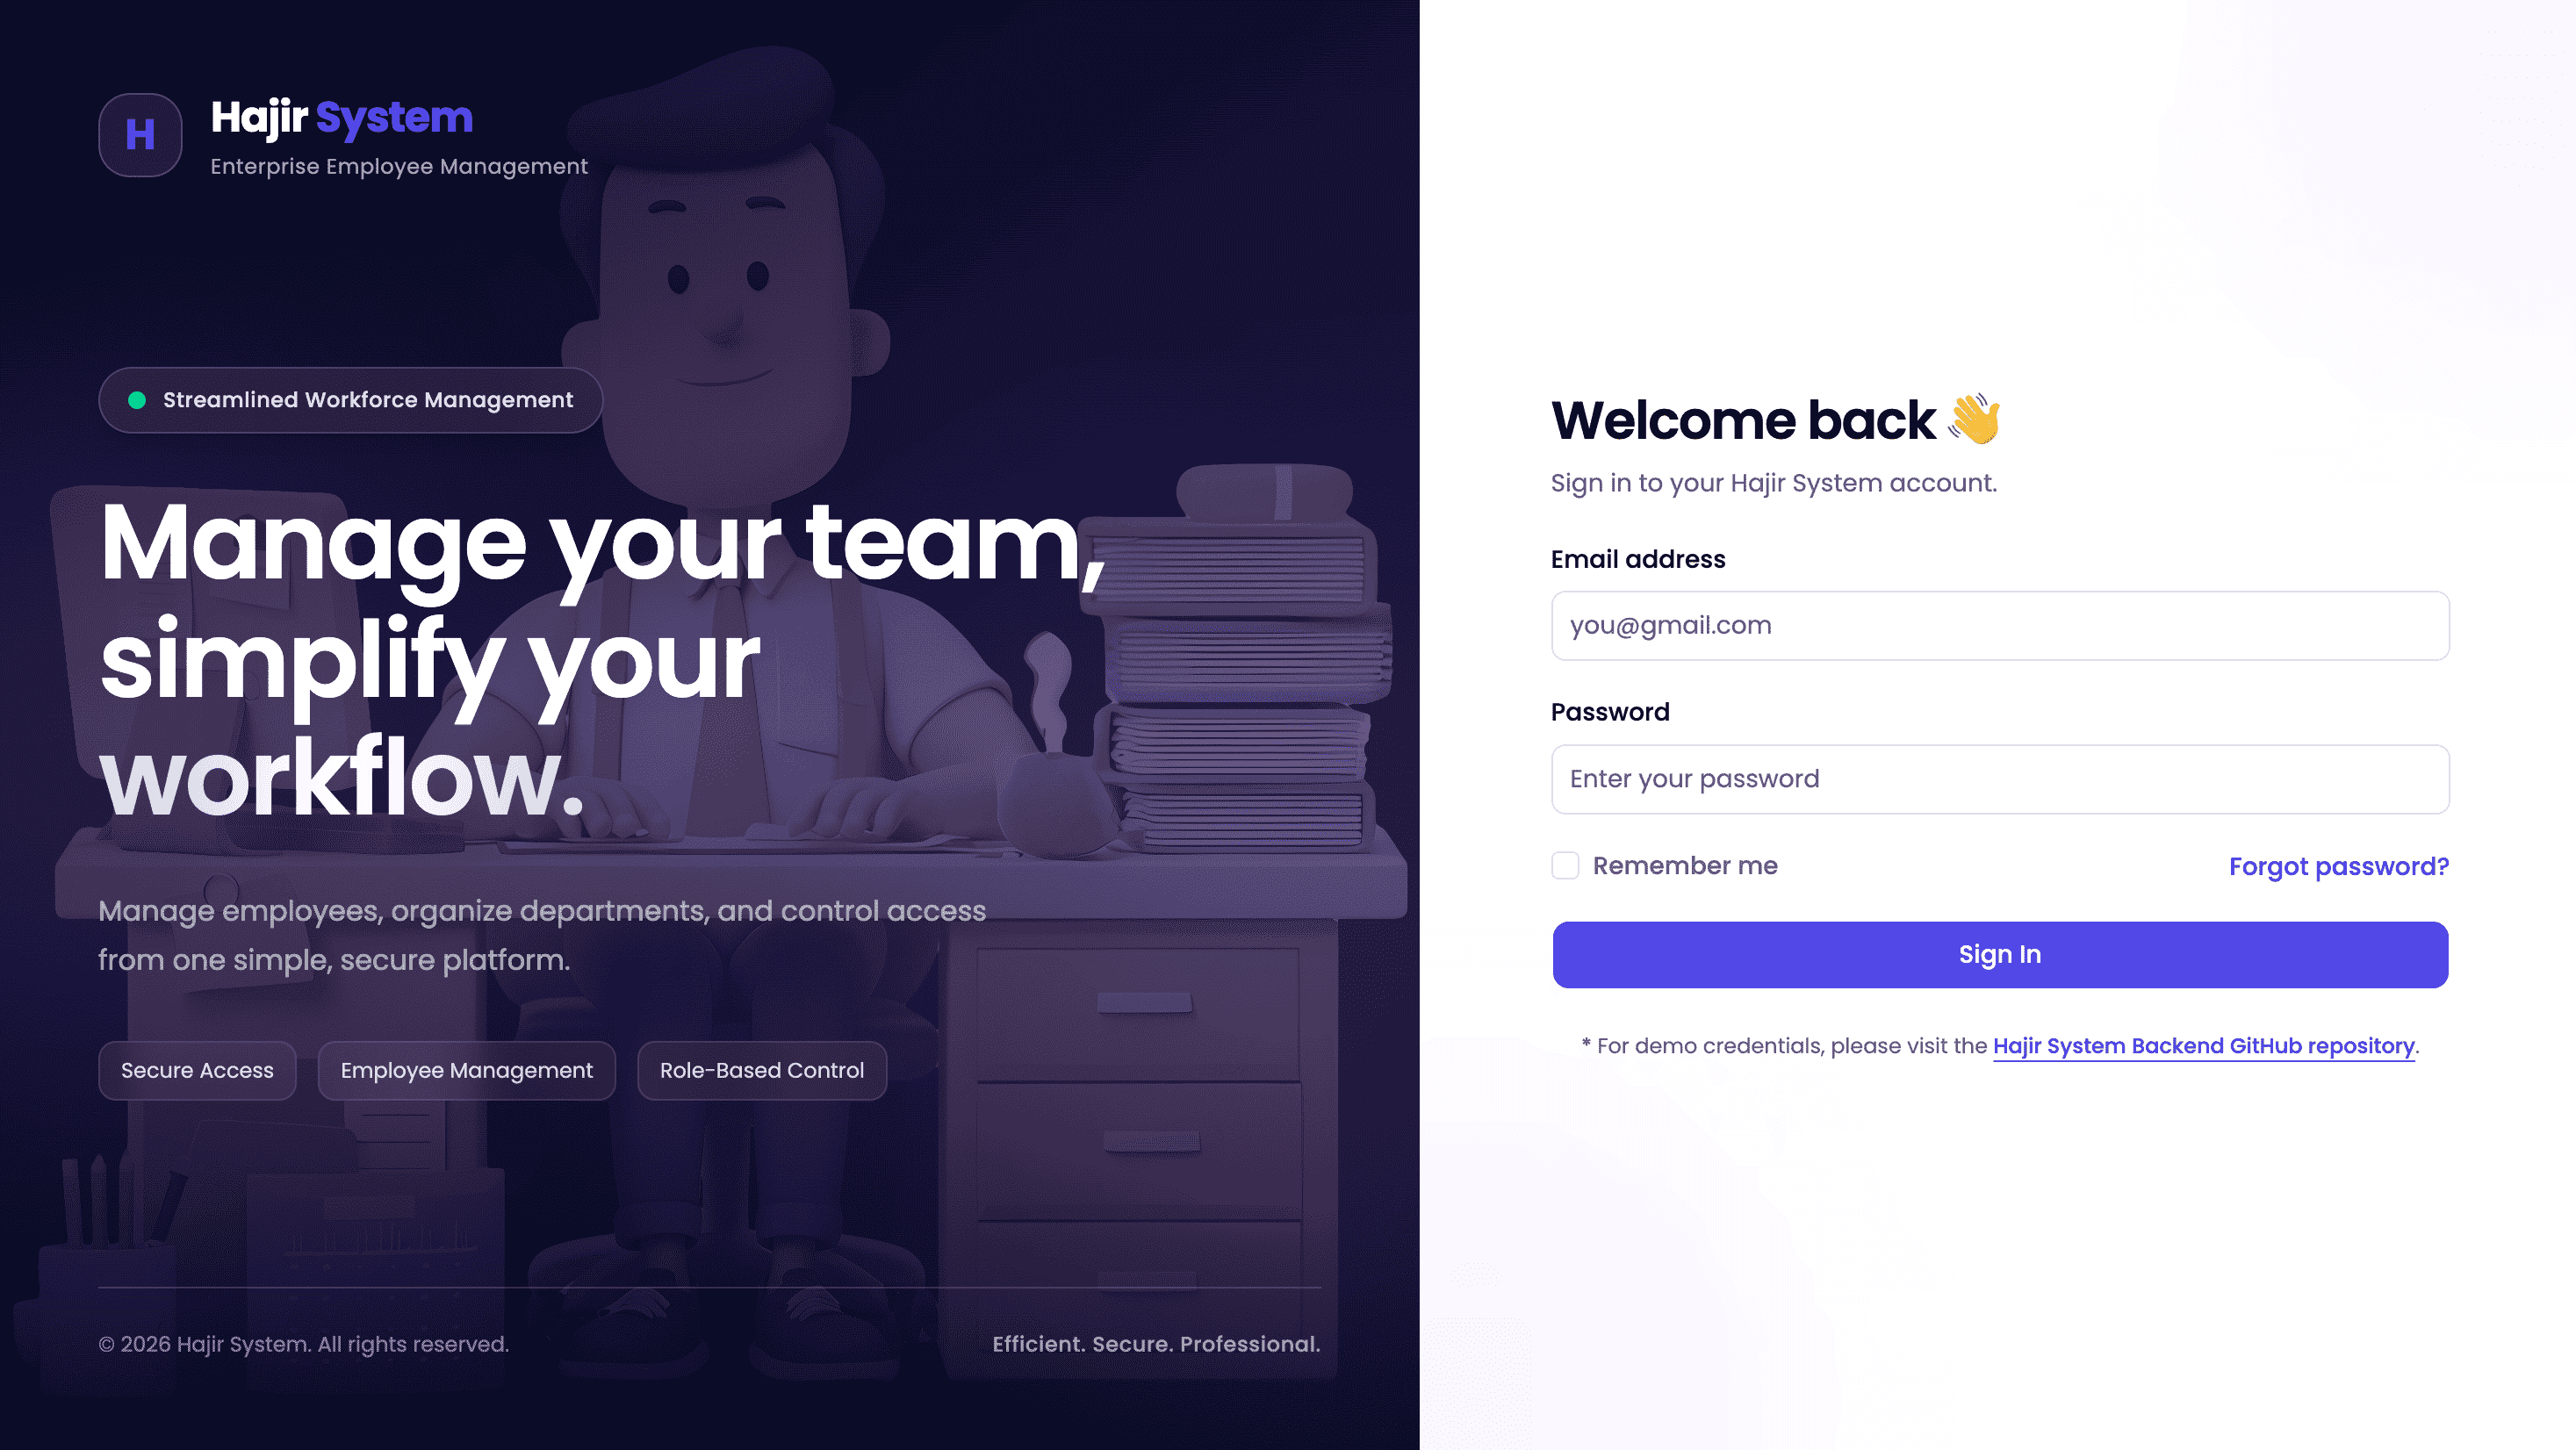 H
Hajir System
Enterprise Employee Management
Streamlined Workforce Management
Manage your team,
simplify your
workflow.
Manage employees, organize departments, and control access
from one simple, secure platform.
Secure Access
Employee Management
Role-Based Control
© 2026 Hajir System. All rights reserved.
Efficient. Secure. Professional.
Welcome back 👋
Sign in to your Hajir System account.
Email address
you@gmail.com
Password
Enter your password
Remember me
Forgot password?
Sign In
* For demo credentials, please visit the Hajir System Backend GitHub repository.